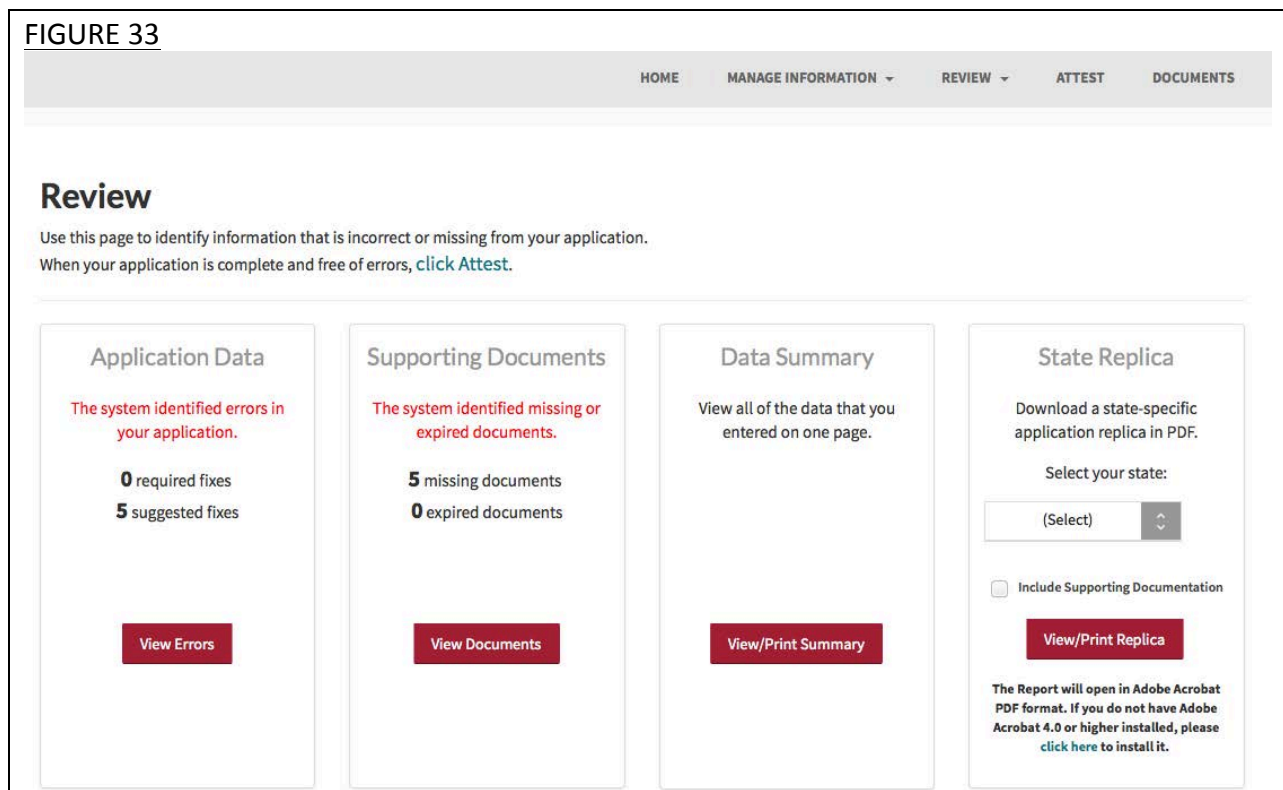 FIGURE 33
HOME MANAGE INFORMATION REVIEW ATTEST DOCUMENTS
Review
Use this page to identify information that is incorrect or missing from your application.
When your application is complete and free of errors, click Attest.
Application Data
The system identified errors in
your application.
0 required fixes
5 suggested fixes
View Errors
Supporting Documents
The system identified missing or
expired documents.
5 missing documents
0 expired documents
View Documents
Data Summary
View all of the data that you
entered on one page.
View/Print Summary
State Replica
Download a state-specific
application replica in PDF.
Select your state:
(Select)
Include Supporting Documentation
View/Print Replica
The Report will open in Adobe Acrobat
PDF format. If you do not have Adobe
Acrobat 4.0 or higher installed, please
click here to install it.